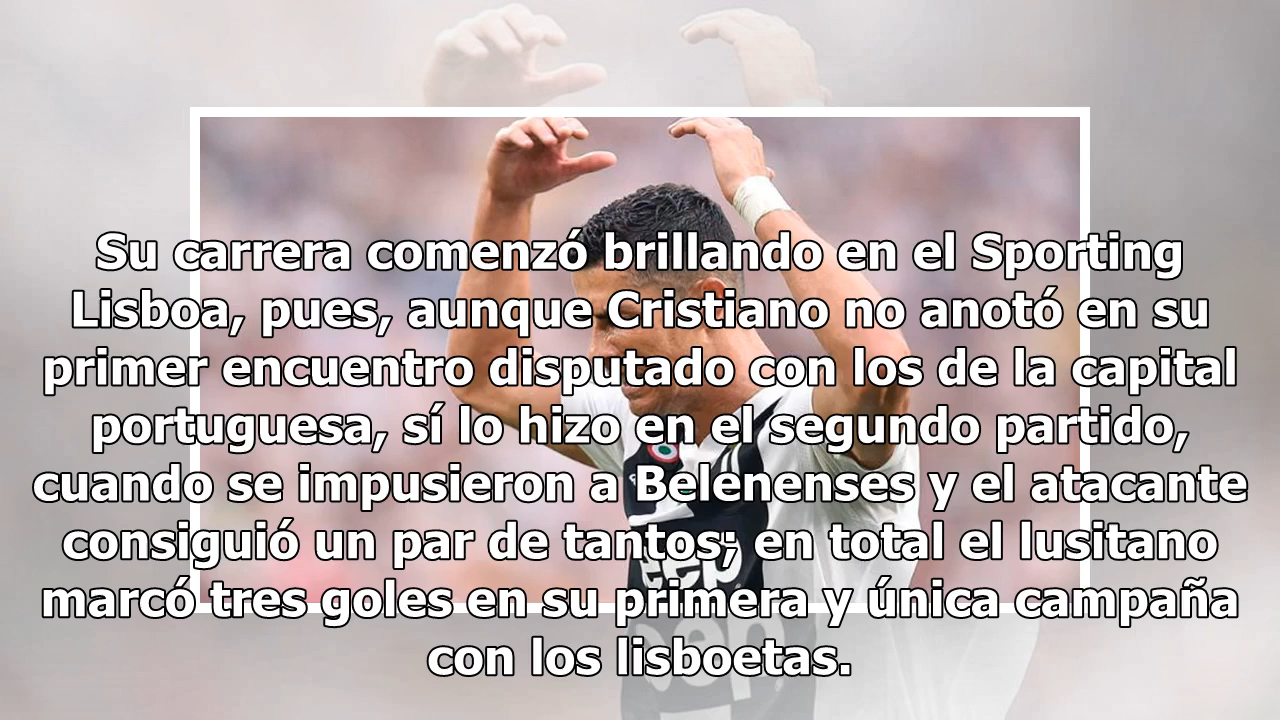 Su carrera comenzó brillando en el Sporting
Lisboa, pues, aunque Cristiano no anotó en su
primer encuentro disputado con los de la capital
portuguesa, sí lo hizo en el segundo partido,
cuando se impusieron a Belenenses y el atacante
consiguió un par de tantos; en total el lusitano
marcó tres goles en su primera y única campaña
con los lisboetas.
Jeep